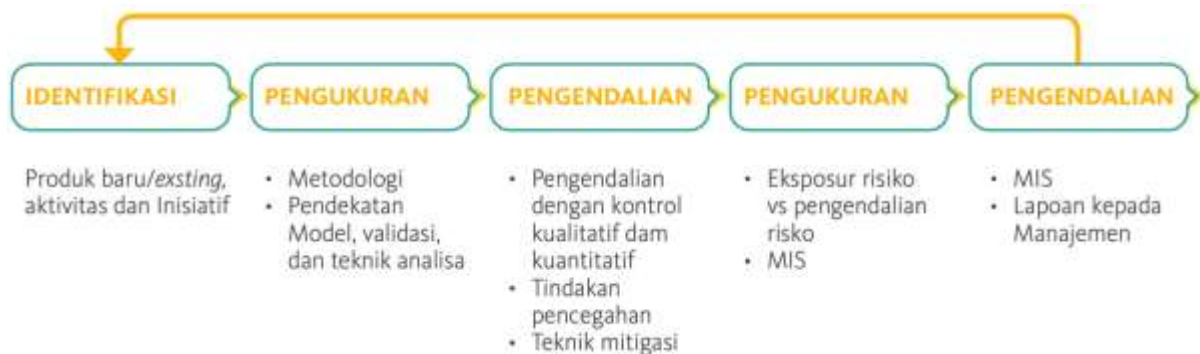 IDENTIFIKASI
PENGUKURAN
PENGENDALIAN
PENGUKURAN
PENGENDALIAN
Produk baru/exsting,
aktivitas dan Inisiatif
• Metodologi
• Pendekatan
Model, validasi,
dan teknik analisa
• Pengendalian
dengan kontrol
kualitatif dam
kuantitatif
• Tindakan
pencegahan
• Teknik mitigasi
• Eksposur risiko
vs pengendalian
risko
• MIS
• MIS
• Lapoan kepada
Manajemen